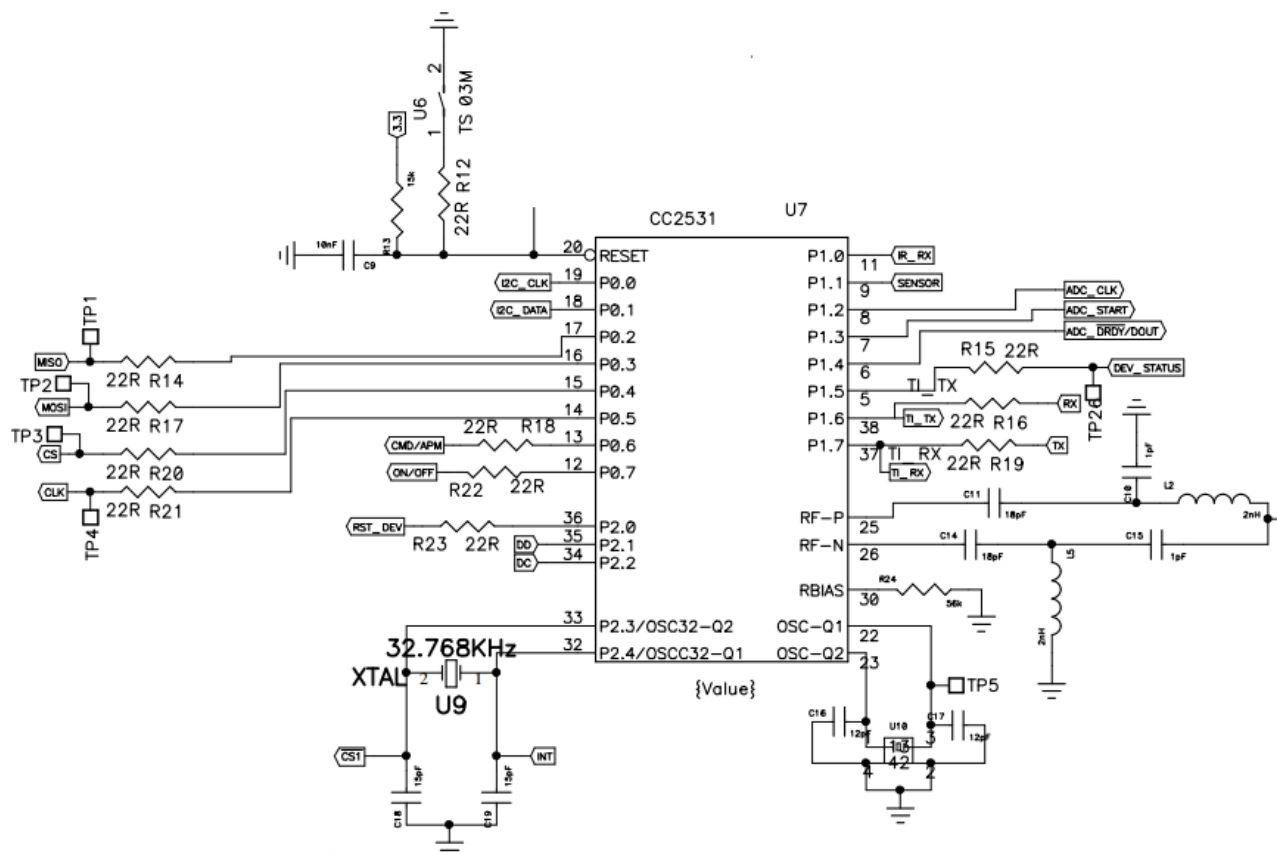 2
U6
TS 03M
1
3.3
15k
R13
22R R12
10nF
C9
CC2531
U7
20
RESET
19
P0.0
I2C_CLK
18
P0.1
I2C_DATA
17
P0.2
16
P0.3
15
P0.4
14
P0.5
13
P0.6
12
P0.7
36
P2.0
35
P2.1
34
P2.2
33
P2.3/OSC32-Q2
32
P2.4/OSCC32-Q1
TP1
MISO
22R R14
TP2
MOSI
22R R17
TP3
CS
22R R20
CLK
22R R21
TP4
CMD/APM
22R R18
ON/OFF
R22 22R
RST_DEV
R23 22R
DD
DC
P1.0
11
IR_RX
P1.1
9
SENSOR
P1.2
8
ADC_CLK
P1.3
7
ADC_START
P1.4
6
ADC_DRDY/DOUT
P1.5
5
R15 22R
DEV_STATUS
TP26
TI_TX
P1.6
38
TI_TX
22R R16
RX
P1.7
37
TI_RX
TI_RX
22R R19
TX
1pF
C10
L2
2nH
C11
18pF
RF-P
25
RF-N
26
C14
18pF
C15
1pF
L5
2nH
RBIAS
30
R24
56k
OSC-Q1
22
OSC-Q2
23
TP5
{Value}
C16
12pF
U10
C17
12pF
1
3
3
4
2
4
2
32.768KHz
XTAL
2
1
U9
CS1
INT
15pF
C18
15pF
C19